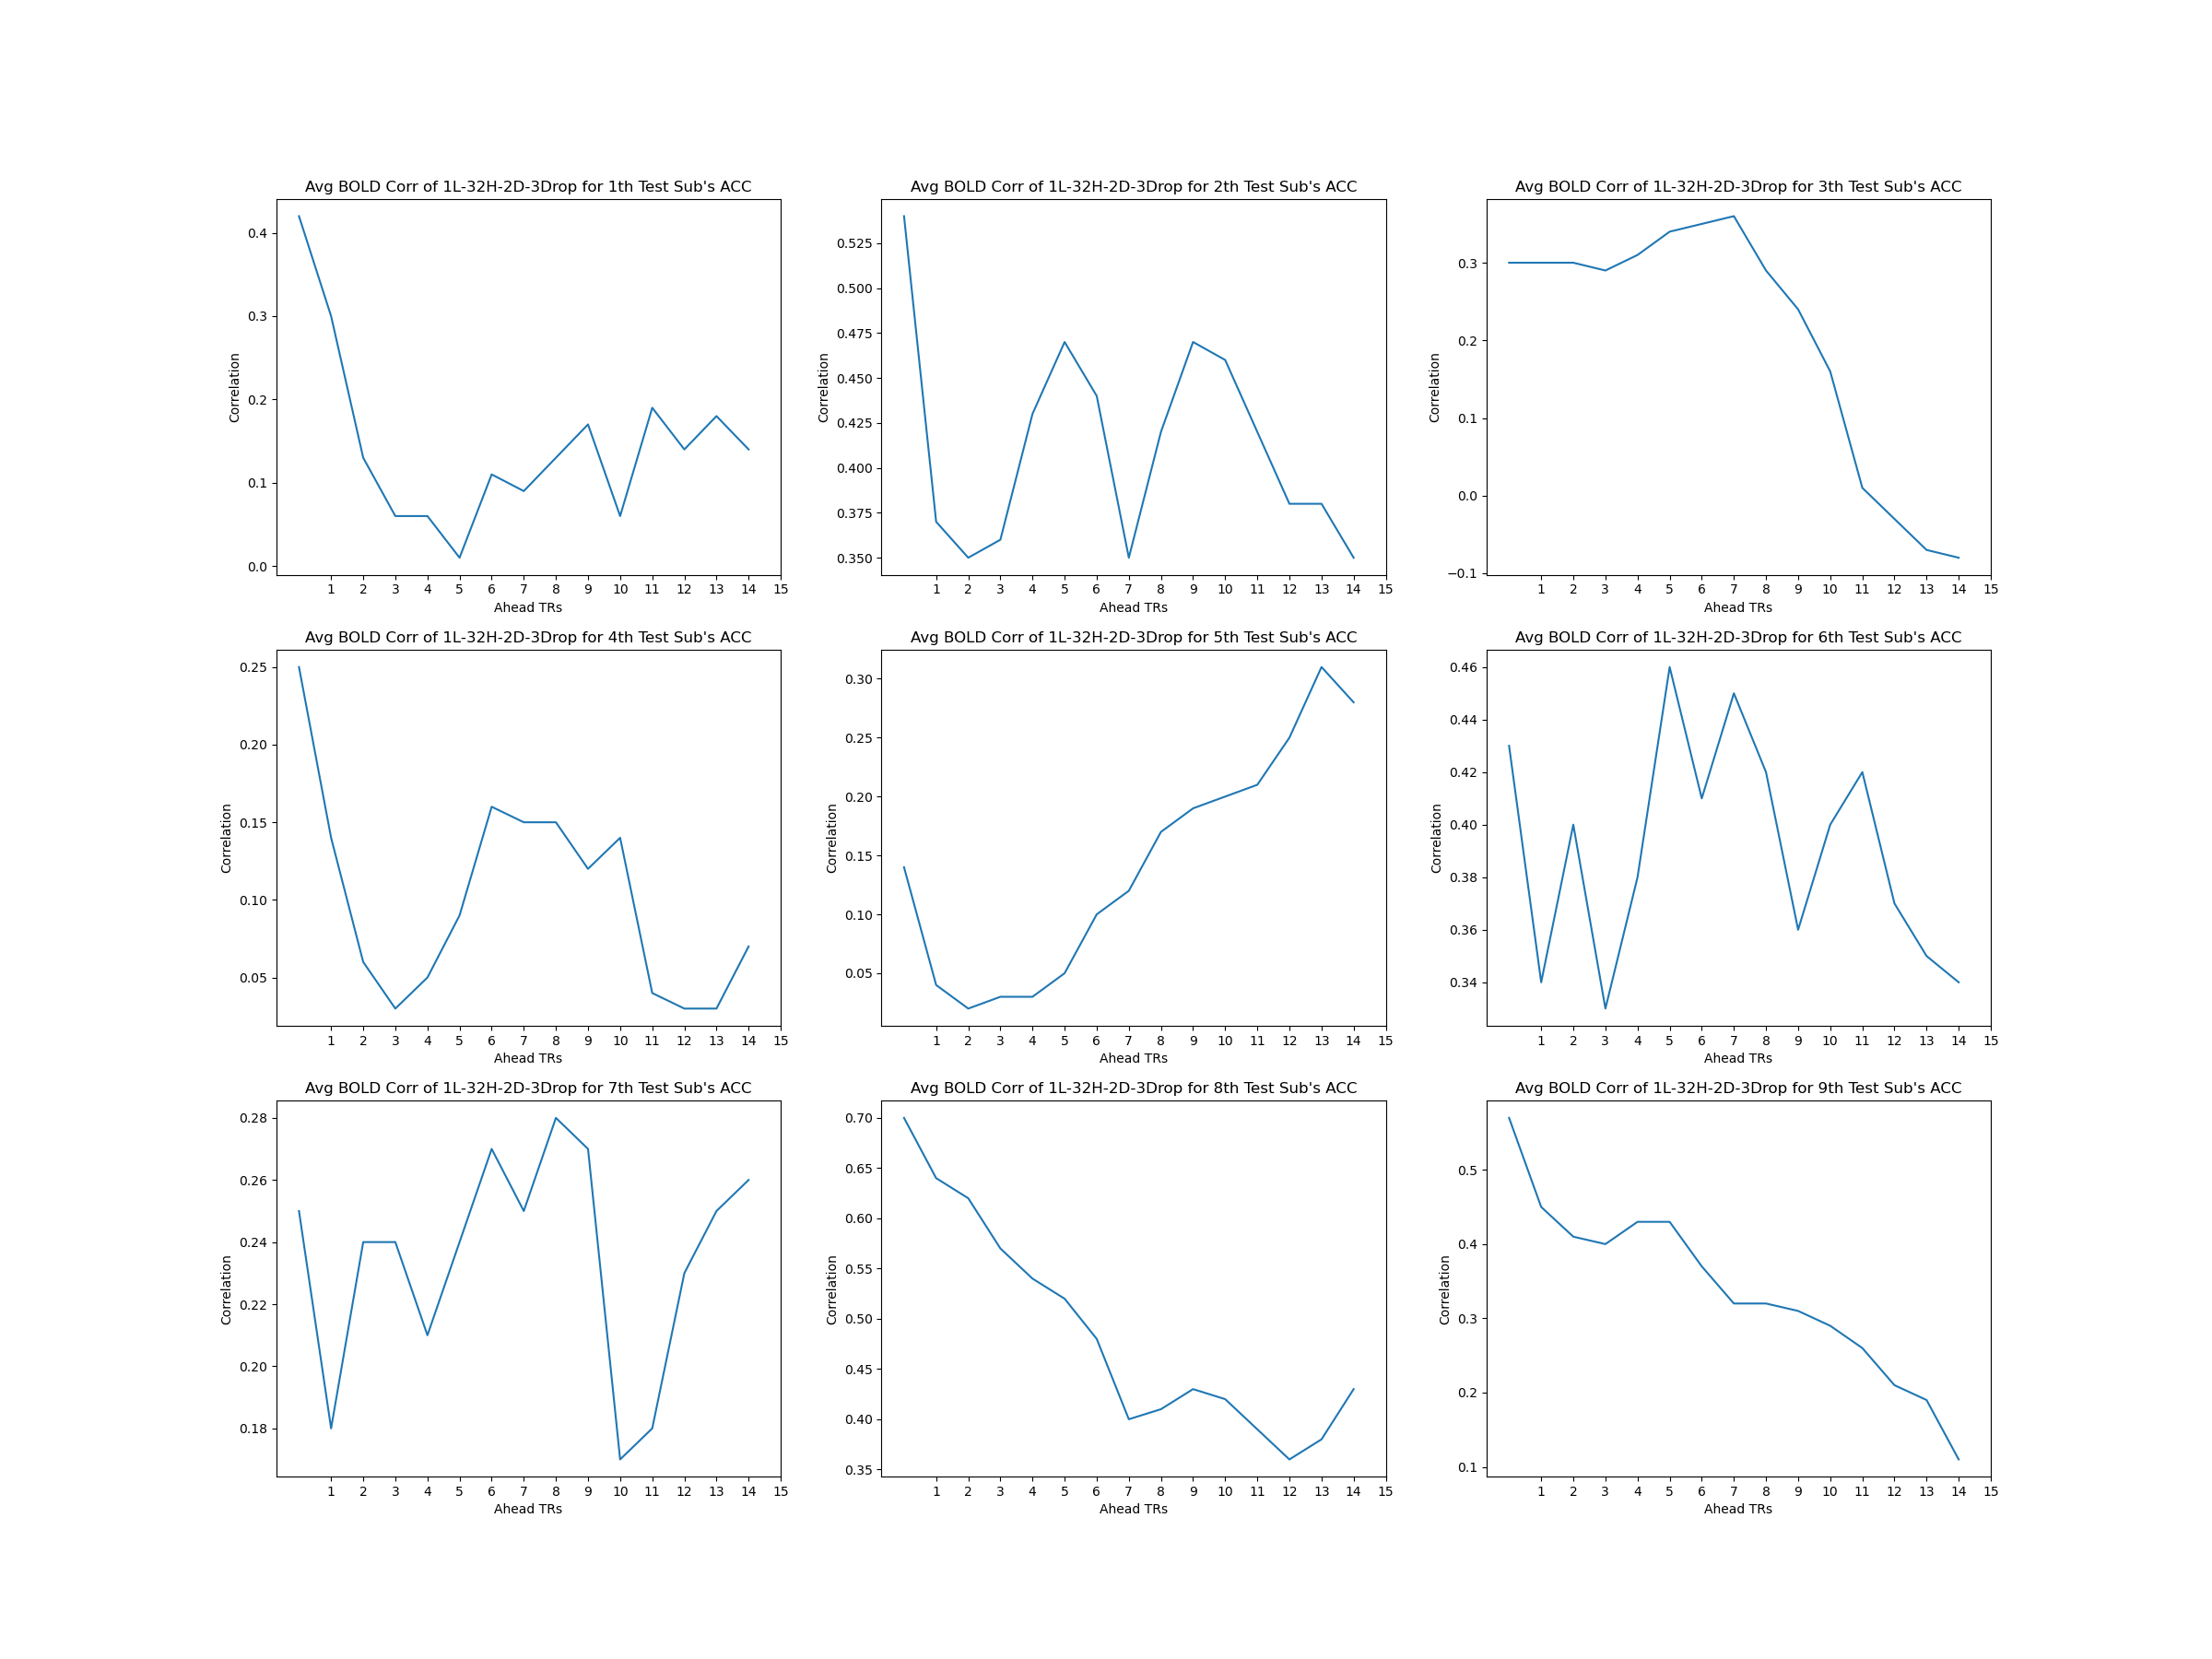 Avg BOLD Corr of 1L-32H-2D-3Drop for 1th Test Sub's ACC
0.4
0.3
0.2
0.1
0.0
Correlation
1 2 3 4 5 6 7 8 9 10 11 12 13 14 15
Ahead TRs
Avg BOLD Corr of 1L-32H-2D-3Drop for 2th Test Sub's ACC
0.525
0.500
0.475
0.450
0.425
0.400
0.375
0.350
Correlation
1 2 3 4 5 6 7 8 9 10 11 12 13 14 15
Ahead TRs
Avg BOLD Corr of 1L-32H-2D-3Drop for 3th Test Sub's ACC
0.3
0.2
0.1
0.0
−0.1
Correlation
1 2 3 4 5 6 7 8 9 10 11 12 13 14 15
Ahead TRs
Avg BOLD Corr of 1L-32H-2D-3Drop for 4th Test Sub's ACC
0.25
0.20
0.15
0.10
0.05
Correlation
1 2 3 4 5 6 7 8 9 10 11 12 13 14 15
Ahead TRs
Avg BOLD Corr of 1L-32H-2D-3Drop for 5th Test Sub's ACC
0.30
0.25
0.20
0.15
0.10
0.05
Correlation
1 2 3 4 5 6 7 8 9 10 11 12 13 14 15
Ahead TRs
Avg BOLD Corr of 1L-32H-2D-3Drop for 6th Test Sub's ACC
0.46
0.44
0.42
0.40
0.38
0.36
0.34
Correlation
1 2 3 4 5 6 7 8 9 10 11 12 13 14 15
Ahead TRs
Avg BOLD Corr of 1L-32H-2D-3Drop for 7th Test Sub's ACC
0.28
0.26
0.24
0.22
0.20
0.18
Correlation
1 2 3 4 5 6 7 8 9 10 11 12 13 14 15
Ahead TRs
Avg BOLD Corr of 1L-32H-2D-3Drop for 8th Test Sub's ACC
0.70
0.65
0.60
0.55
0.50
0.45
0.40
0.35
Correlation
1 2 3 4 5 6 7 8 9 10 11 12 13 14 15
Ahead TRs
Avg BOLD Corr of 1L-32H-2D-3Drop for 9th Test Sub's ACC
0.5
0.4
0.3
0.2
0.1
Correlation
1 2 3 4 5 6 7 8 9 10 11 12 13 14 15
Ahead TRs